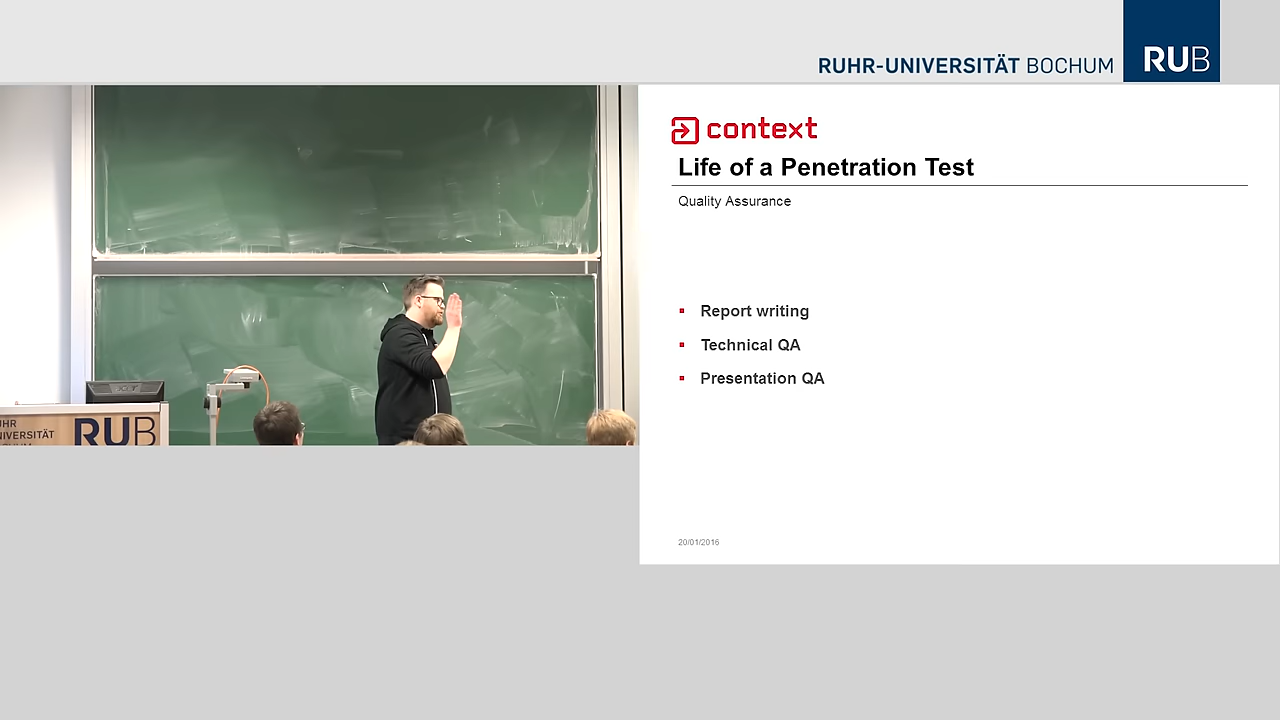 RUHR-UNIVERSITÄT BOCHUM
RUB
context
Life of a Penetration Test
Quality Assurance
Report writing
Technical QA
Presentation QA
20/01/2016
RUB